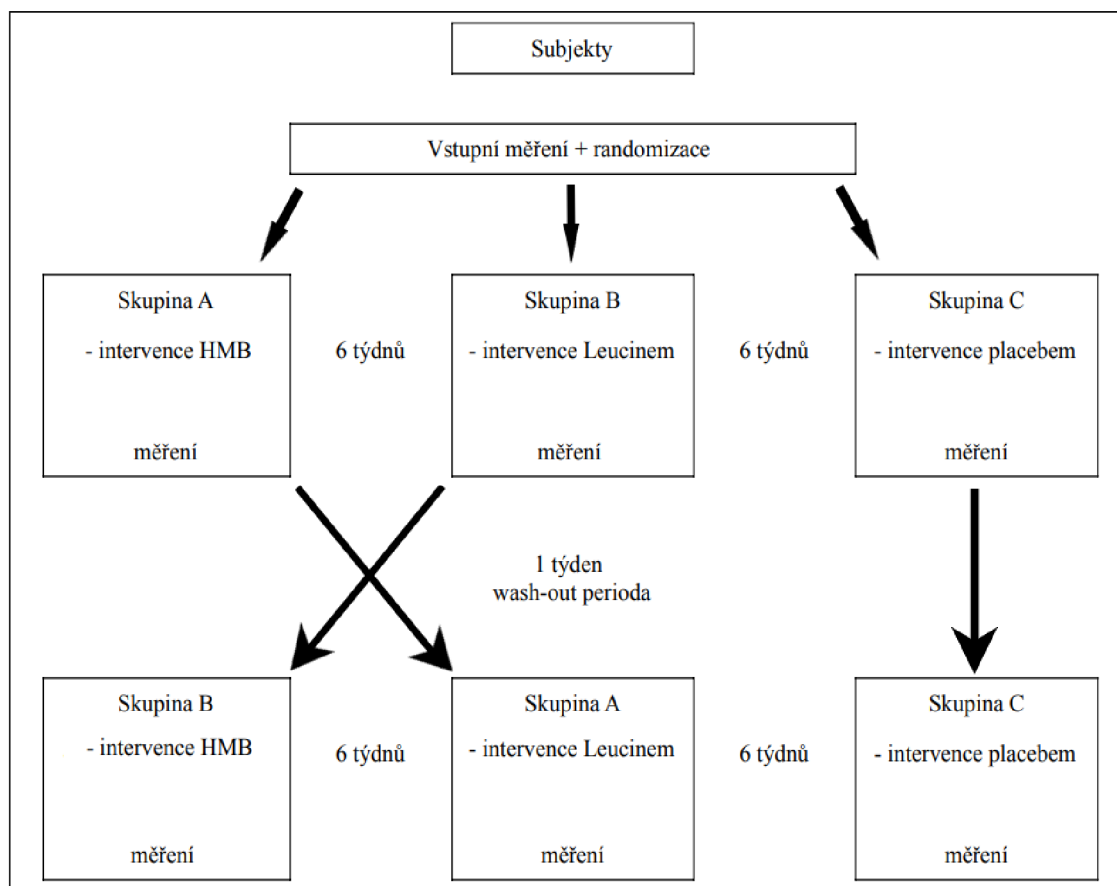 Subjekty
Vstupní měření + randomizace
Skupina A
- intervence HMB
měření
6 týdnů
Skupina B
- intervence Leucinem
měření
6 týdnů
Skupina C
- intervence placebem
měření
1 týden
wash-out perioda
Skupina B
- intervence HMB
měření
6 týdnů
Skupina A
- intervence Leucinem
měření
6 týdnů
Skupina C
- intervence placebem
měření